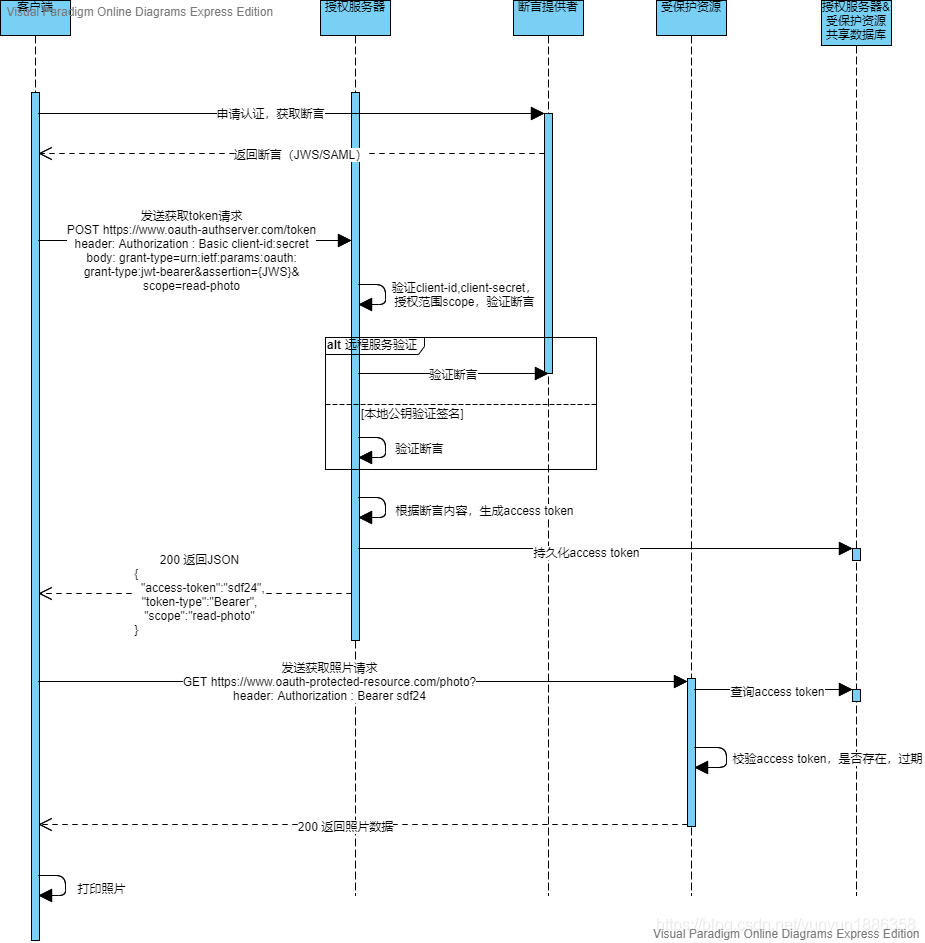 Visual Paradigm Online Diagrams Express Edition
客户端
授权服务器
断言提供者
受保护资源
授权服务器&
受保护资源
共享数据库
申请认证，获取断言
返回断言（JWS/SAML）
发送获取token请求
POST https://www.oauth-authserver.com/token
header: Authorization : Basic client-id:secret
body: grant-type=urn:ietf:params:oauth:
grant-type:jwt-bearer&assertion={JWS}&
scope=read-photo
验证client-id,client-secret，
授权范围scope，验证断言
alt 远程服务验证
验证断言
[本地公钥验证签名]
验证断言
根据断言内容，生成access token
持久化access token
200 返回JSON
{
"access-token":"sdf24",
"token-type":"Bearer",
"scope":"read-photo"
}
发送获取照片请求
GET https://www.oauth-protected-resource.com/photo?
header: Authorization : Bearer sdf24
查询access token
校验access token，是否存在，过期
200 返回照片数据
打印照片
https://blog.csdn.net/yunyun1886358
Visual Paradigm Online Diagrams Express Edition